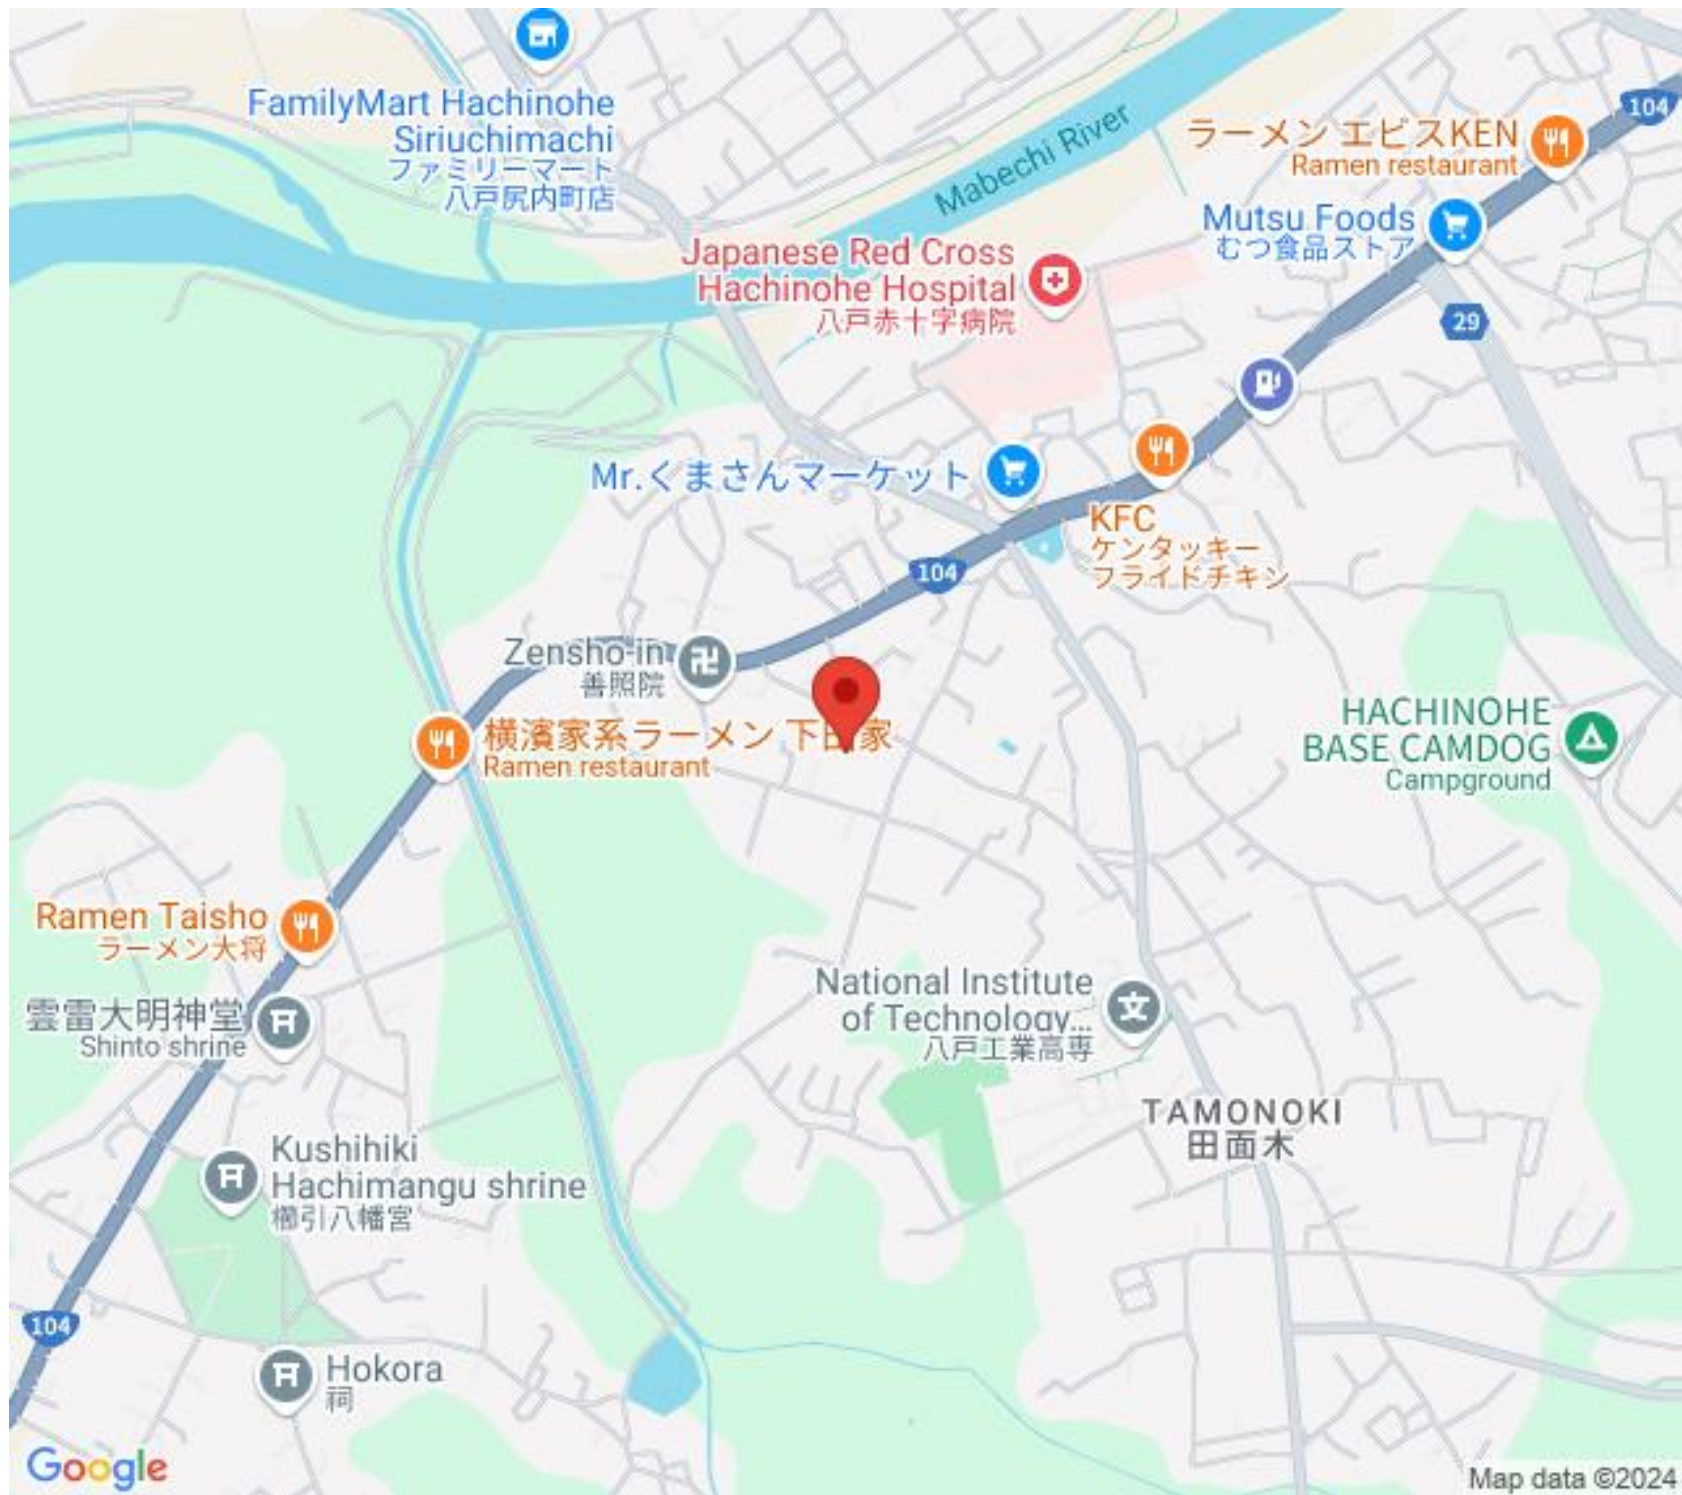 FamilyMart Hachinohe
Siriuchimachi
ファミリーマート
八戸尻内町店
104
ラーメン エビスKEN
Ramen restaurant
Mabechi River
Mutsu Foods
むつ食品ストア
Japanese Red Cross
Hachinohe Hospital
八戸赤十字病院
29
Mr.くまさんマーケット
KFC
ケンタッキー
フライドチキン
104
Zensho-in
善照院
卍
横濱家系ラーメン 下田家
Ramen restaurant
HACHINOHE
BASE CAMDOG
Campground
Ramen Taisho
ラーメン大将
National Institute
of Technology...
八戸工業高専
文
雲雷大明神堂
Shinto shrine
TAMONOKI
田面木
Kushihiki
Hachimangu shrine
櫛引八幡宮
104
Hokora
祠
Google
Map data ©2024